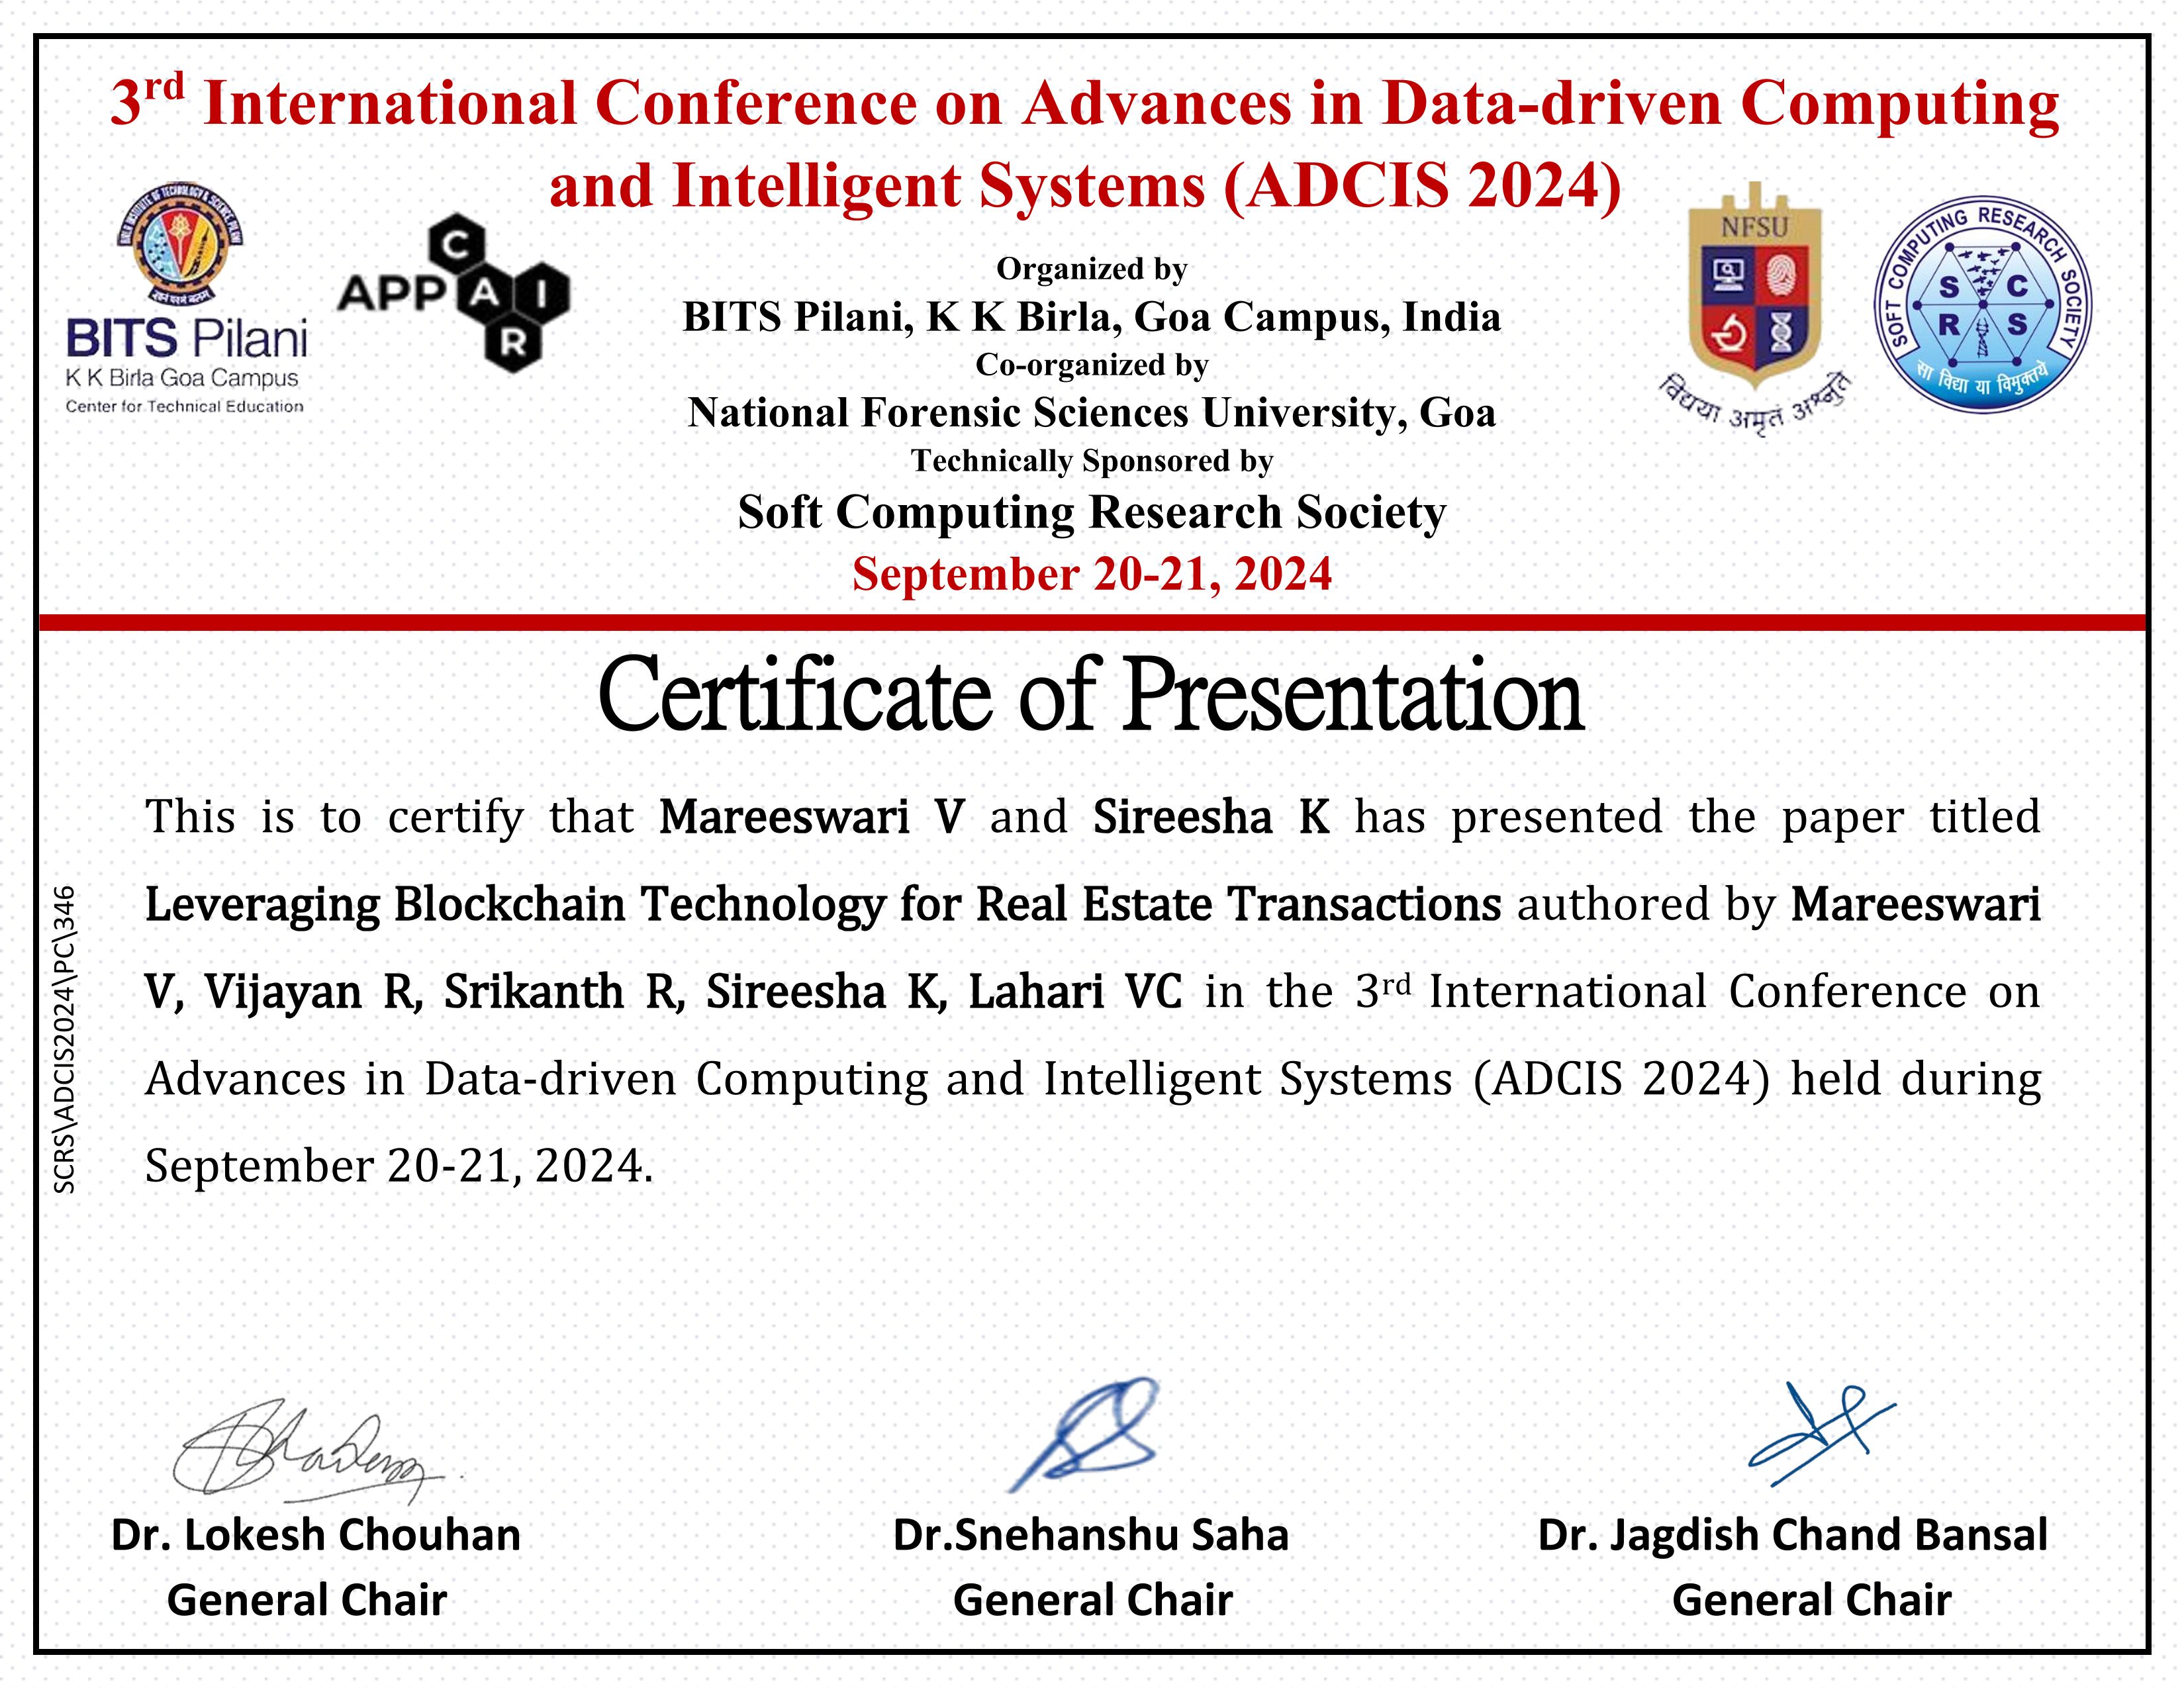 3rd International Conference on Advances in Data-driven Computing
and Intelligent Systems (ADCIS 2024)
BITS Pilani
K K Birla Goa Campus
Center for Technical Education
APP
C
A I
R
Organized by
BITS Pilani, K K Birla, Goa Campus, India
Co-organized by
National Forensic Sciences University, Goa
Technically Sponsored by
Soft Computing Research Society
September 20-21, 2024
NFSU
विद्यया अमृतं अश्नुते
SOFT COMPUTING RESEARCH SOCIETY
S C
R S
सा विद्या या विमुक्तये
Certificate of Presentation
This is to certify that Mareeswari V and Sireesha K has presented the paper titled
Leveraging Blockchain Technology for Real Estate Transactions authored by Mareeswari
V, Vijayan R, Srikanth R, Sireesha K, Lahari VC in the 3rd International Conference on
Advances in Data-driven Computing and Intelligent Systems (ADCIS 2024) held during
September 20-21, 2024.
SCRS\ADCIS2024\PC\346
Dr. Lokesh Chouhan
General Chair
Dr.Snehanshu Saha
General Chair
Dr. Jagdish Chand Bansal
General Chair